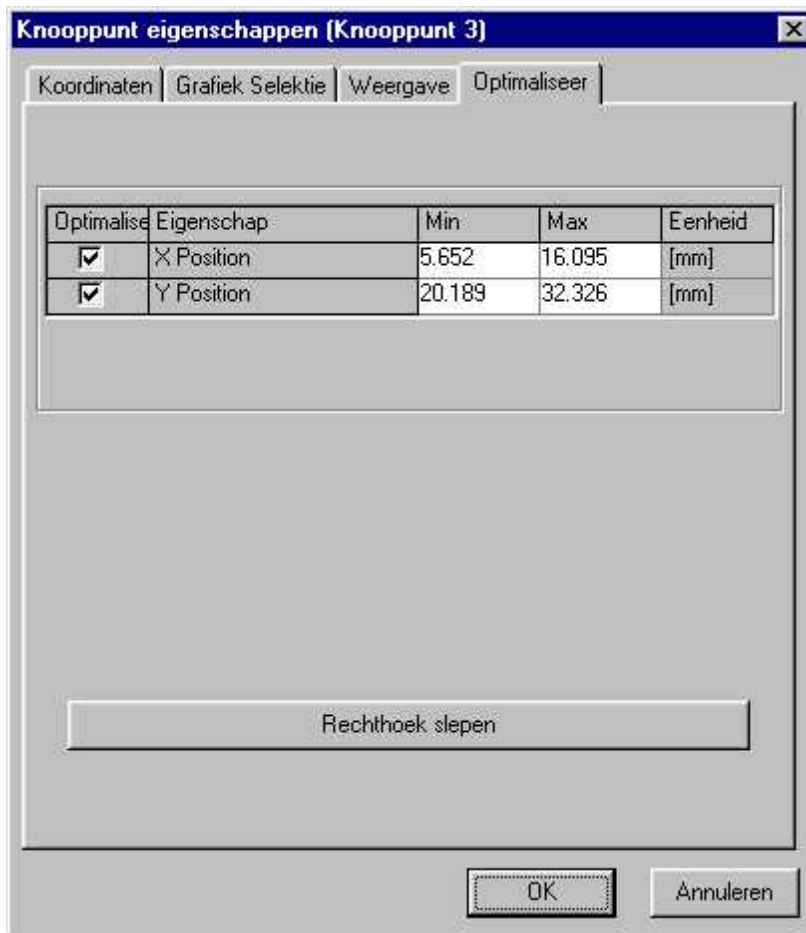 Knooppunt eigenschappen (Knooppunt 3)
Koordinaten Grafiek Selektie Weergave Optimaliseer
Optimalise Eigenschap Min Max Eenheid
X Position 5.652 16.095 [mm]
Y Position 20.189 32.326 [mm]
Rechthoek slepen
OK Annuleren